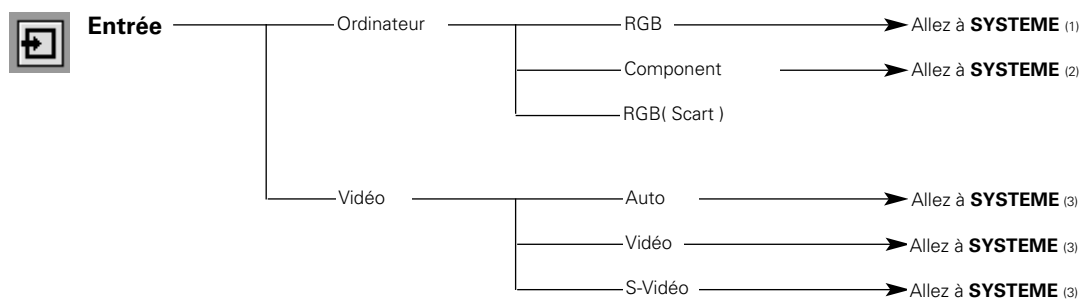 Entrée Ordinateur RGB Allez à SYSTEME (1)
Component Allez à SYSTEME (2)
RGB( Scart )
Vidéo Auto Allez à SYSTEME (3)
Vidéo Allez à SYSTEME (3)
S-Vidéo Allez à SYSTEME (3)